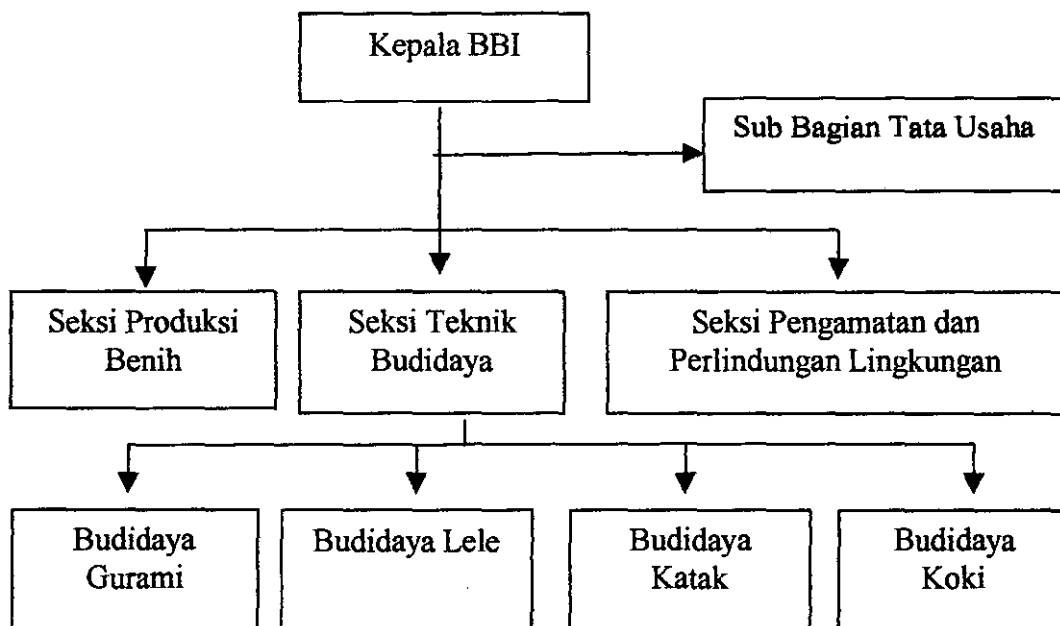 Kepala BBI
Sub Bagian Tata Usaha
Seksi Produksi
Benih
Seksi Teknik
Budidaya
Seksi Pengamatan dan
Perlindungan Lingkungan
Budidaya
Gurami
Budidaya Lele
Budidaya
Katak
Budidaya
Koki